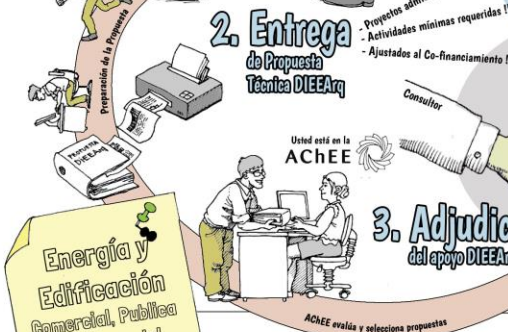 Preparación de la Propuesta
2. Entrega
de Propuesta
Técnica DIEEArq
- Proyectos
- Actividades mínimas requeridas !!
- Ajustados al Co-financiamiento !
Consultor
PROPUESTA
DIEEArq
Usted está en la
AChEE
3. Adjudic
del apoyo DIEEAr
Energía y
Edificación
Comercial, Publica
AChEE evalúa y selecciona propuestas